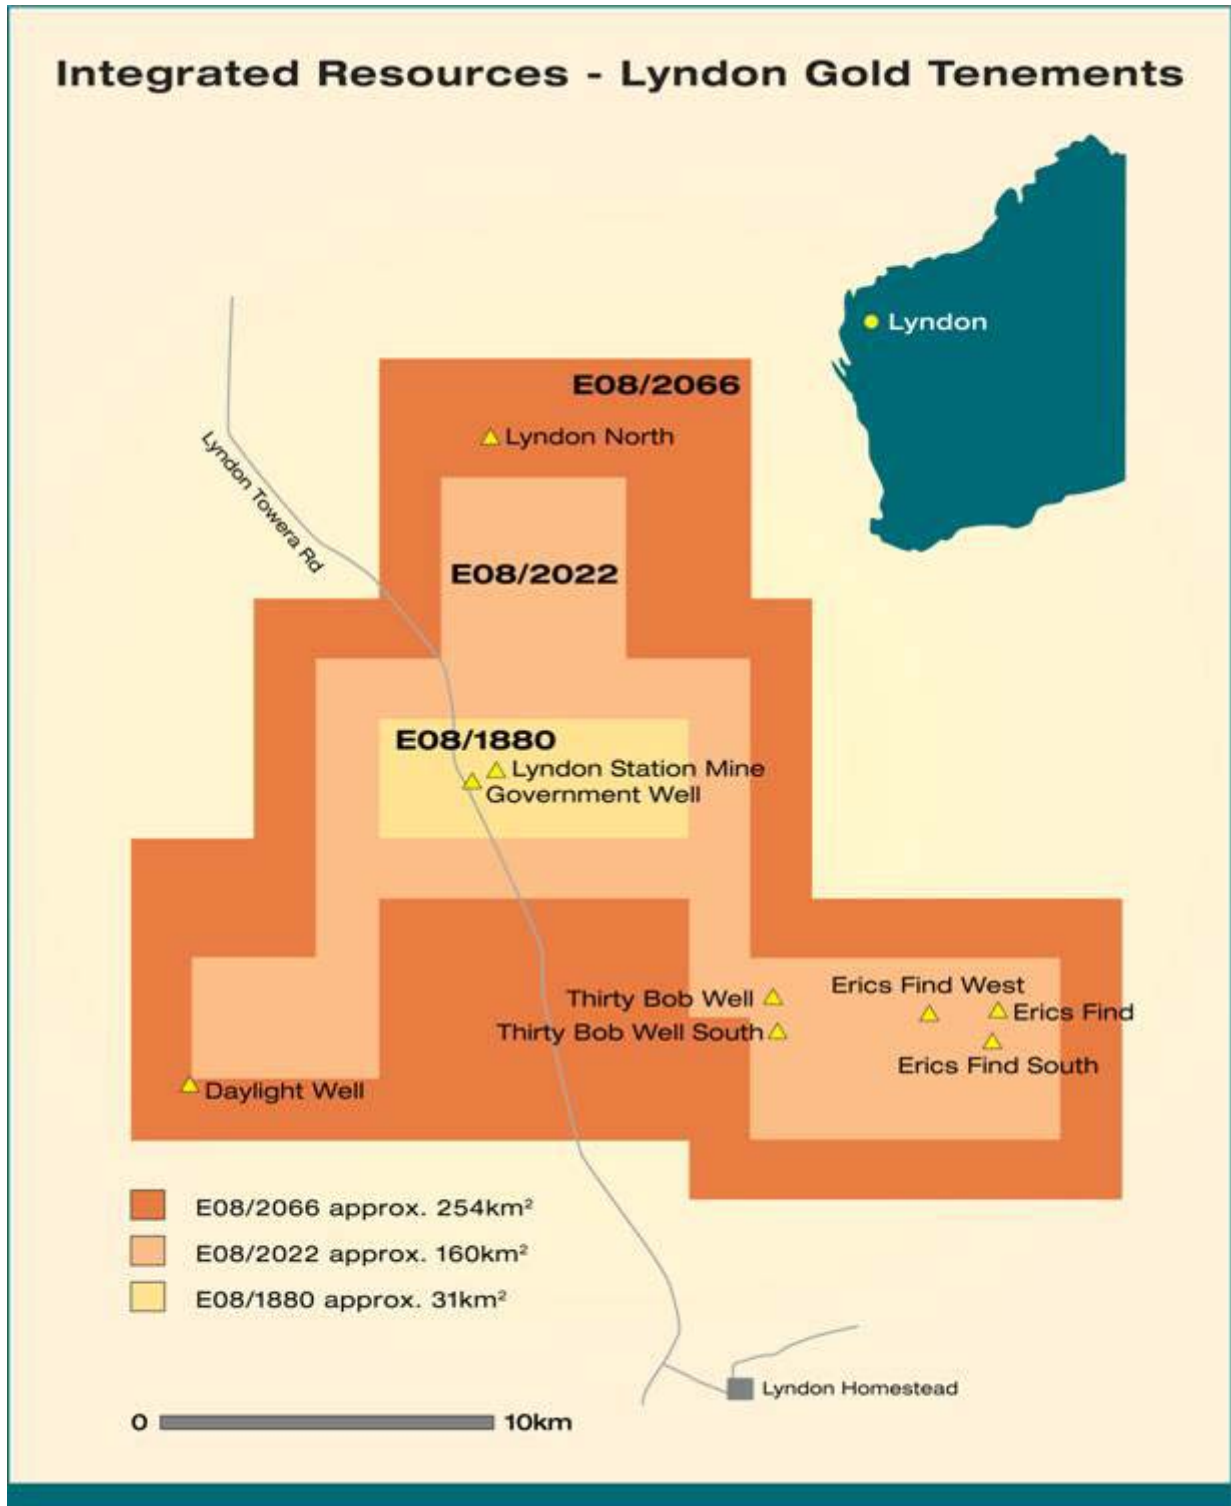 Integrated Resources - Lyndon Gold Tenements
Lyndon
E08/2066
Lyndon North
Lyndon Towera Rd
E08/2022
E08/1880
Lyndon Station Mine
Government Well
Erics Find West
Thirty Bob Well
Erics Find
Thirty Bob Well South
Erics Find South
Daylight Well
E08/2066 approx. 254km²
E08/2022 approx. 160km²
E08/1880 approx. 31km²
Lyndon Homestead
0 10km